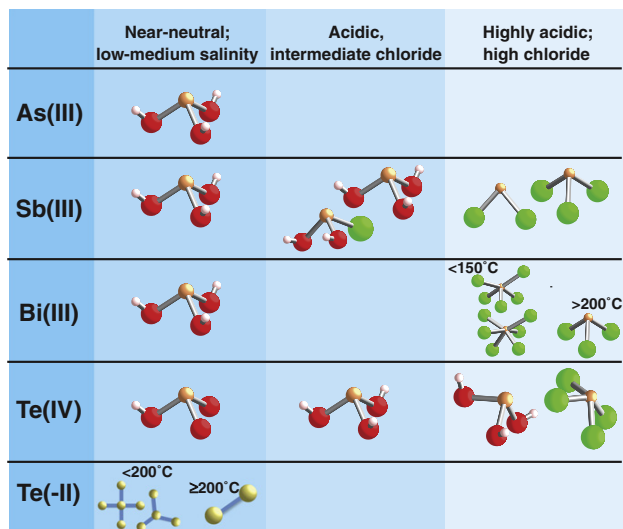 Near-neutral;
low-medium salinity
Acidic,
intermediate chloride
Highly acidic;
high chloride
As(III)
Sb(III)
Bi(III)
<150˚C
>200˚C
Te(IV)
Te(-II)
<200˚C
≥200˚C